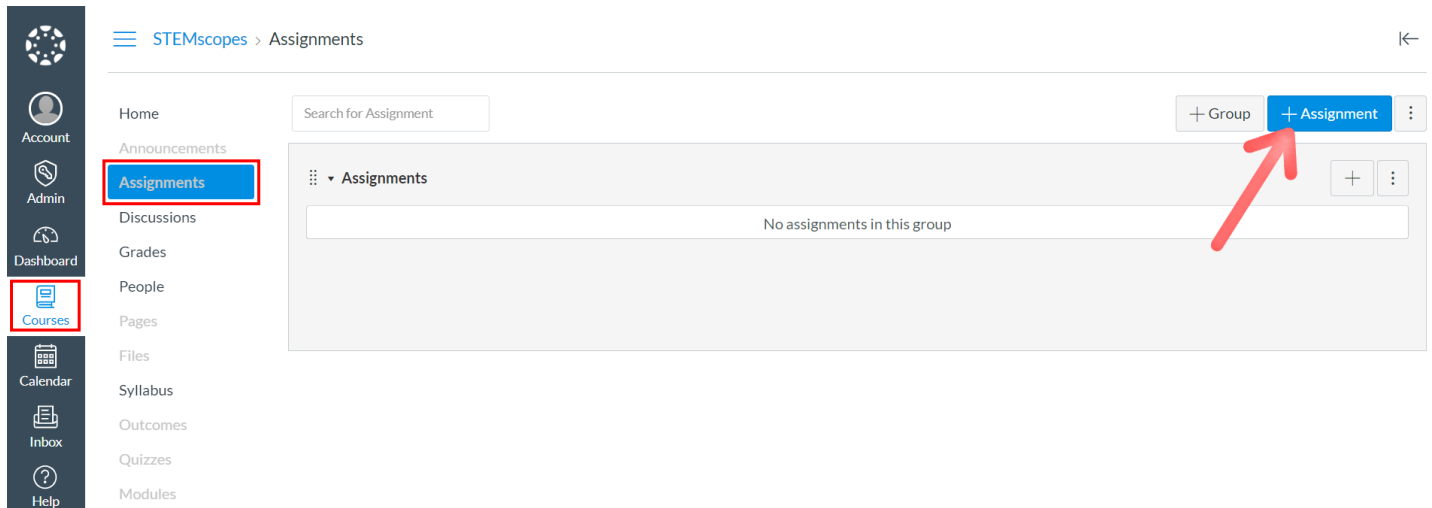 STEMscopes > Assignments
Account
Admin
Dashboard
Courses
Calendar
Inbox
Help
Home
Announcements
Assignments
Discussions
Grades
People
Pages
Files
Syllabus
Outcomes
Quizzes
Modules
Search for Assignment
+ Group
+ Assignment
Assignments
No assignments in this group